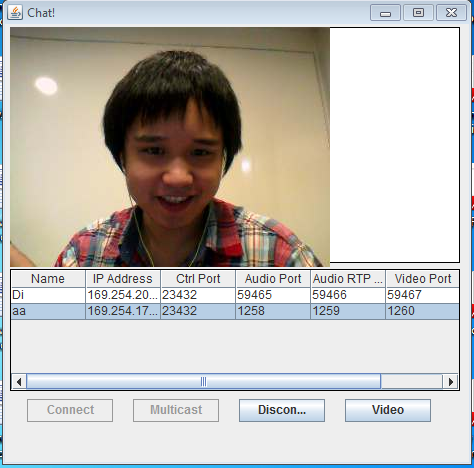 Chat!
Name IP Address Ctrl Port Audio Port Audio RTP ... Video Port
Di 169.254.20... 23432 59465 59466 59467
aa 169.254.17... 23432 1258 1259 1260
Connect Multicast Discon... Video